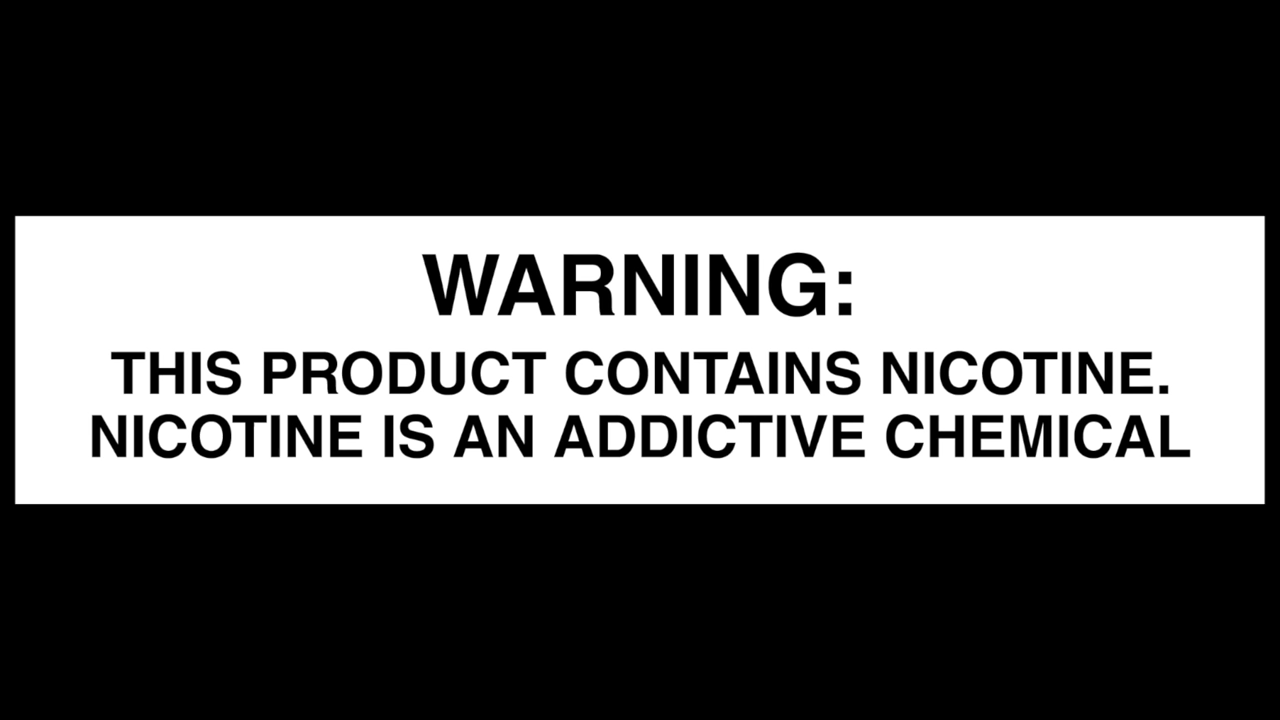 WARNING:
THIS PRODUCT CONTAINS NICOTINE.
NICOTINE IS AN ADDICTIVE CHEMICAL